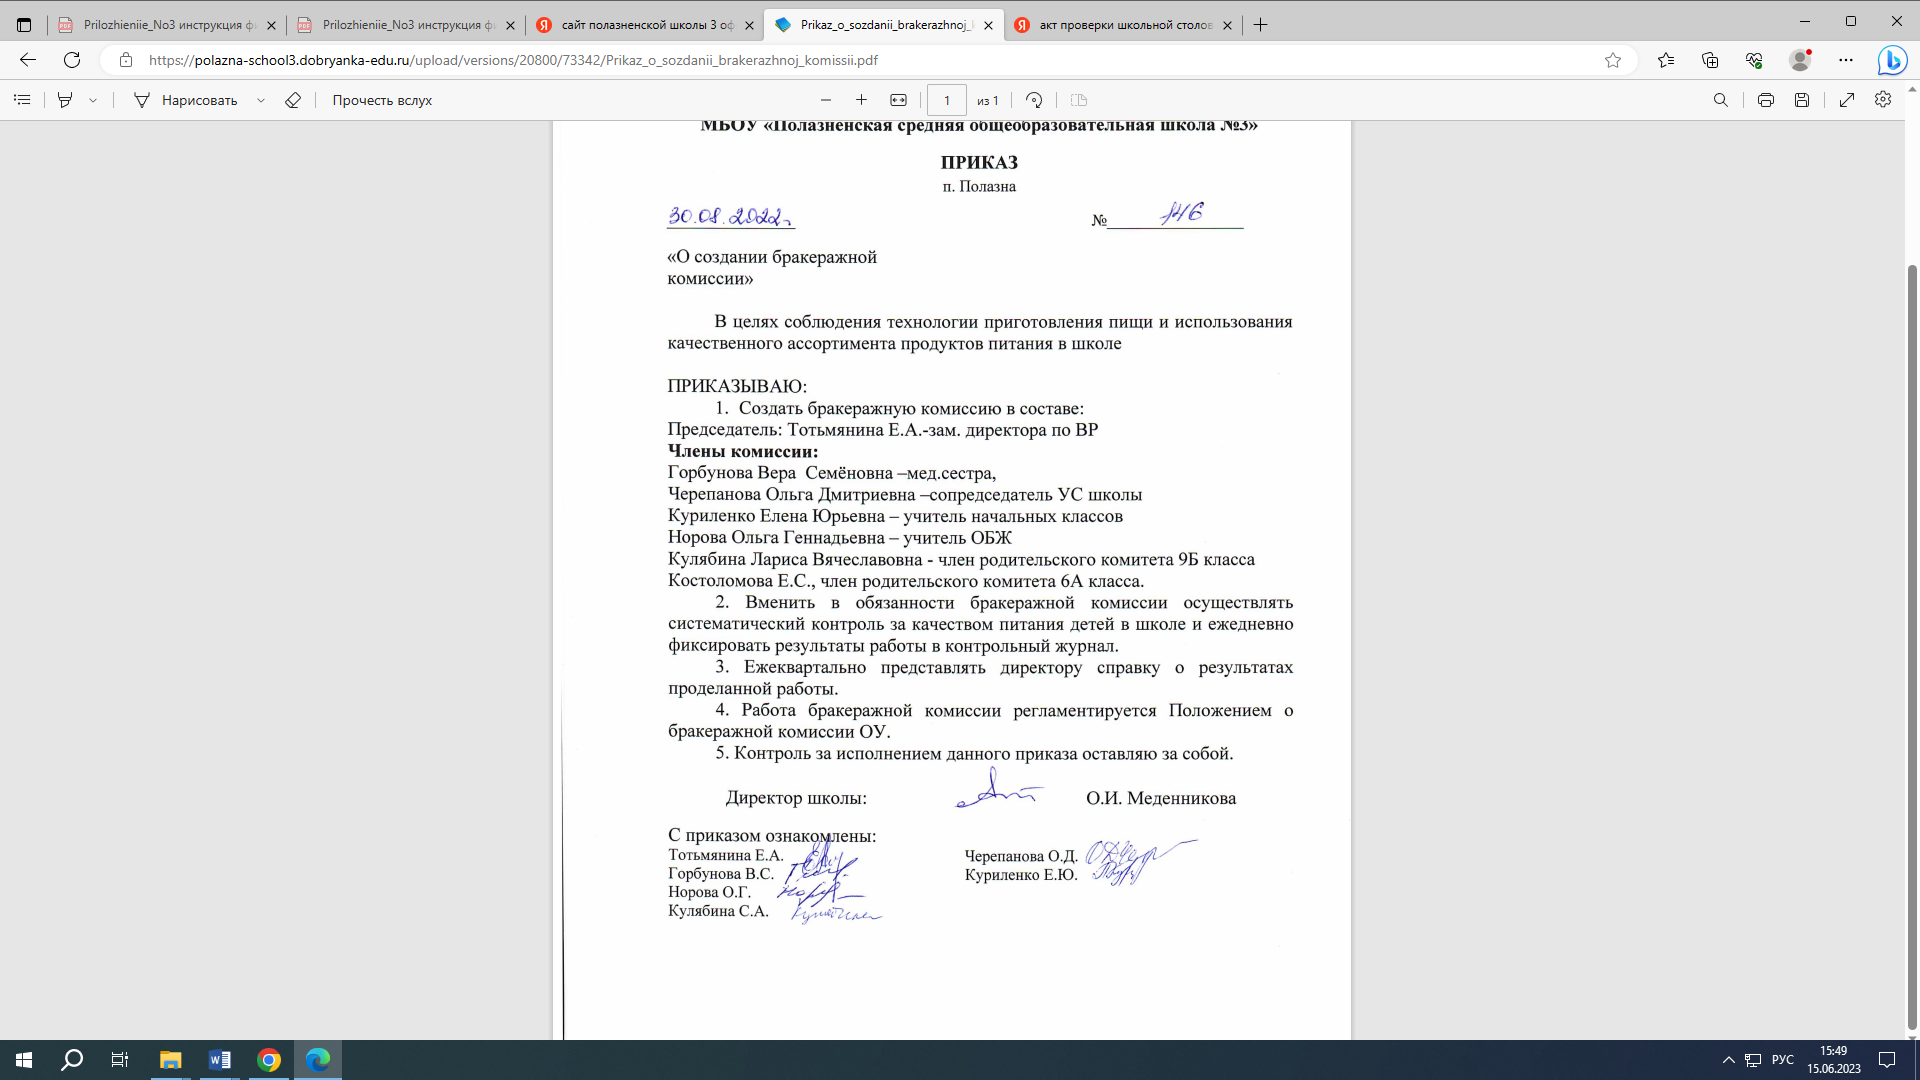 Prilozhieniie_No3 инструкция фи
Prilozhieniie_No3 инструкция фи
сайт полазненской школы 3 оф
Prikaz_o_sozdanii_brakerazhnoj_k
акт проверки школьной столов
https://polazna-school3.dobryanka-edu.ru/upload/versions/20800/73342/Prikaz_o_sozdanii_brakerazhnoj_komissii.pdf
Нарисовать
Прочесть вслух
1 из 1
МБОУ «Полазненская средняя общеобразовательная школа №3»
ПРИКАЗ
п. Полазна
30.08.2022г. № 146
«О создании бракеражной
комиссии»
В целях соблюдения технологии приготовления пищи и использования
качественного ассортимента продуктов питания в школе
ПРИКАЗЫВАЮ:
1. Создать бракеражную комиссию в составе:
Председатель: Тотьмянина Е.А.-зам. директора по ВР
Члены комиссии:
Горбунова Вера Семёновна –мед.сестра,
Черепанова Ольга Дмитриевна –сопредседатель УС школы
Куриленко Елена Юрьевна – учитель начальных классов
Норова Ольга Геннадьевна – учитель ОБЖ
Кулябина Лариса Вячеславовна - член родительского комитета 9Б класса
Костоломова Е.С., член родительского комитета 6А класса.
2. Вменить в обязанности бракеражной комиссии осуществлять
систематический контроль за качеством питания детей в школе и ежедневно
фиксировать результаты работы в контрольный журнал.
3. Ежеквартально представлять директору справку о результатах
проделанной работы.
4. Работа бракеражной комиссии регламентируется Положением о
бракеражной комиссии ОУ.
5. Контроль за исполнением данного приказа оставляю за собой.
Директор школы: О.И. Меденникова
С приказом ознакомлены:
Тотьмянина Е.А. Черепанова О.Д.
Горбунова В.С. Куриленко Е.Ю.
Норова О.Г.
Кулябина С.А.
РУС
15:49
15.06.2023